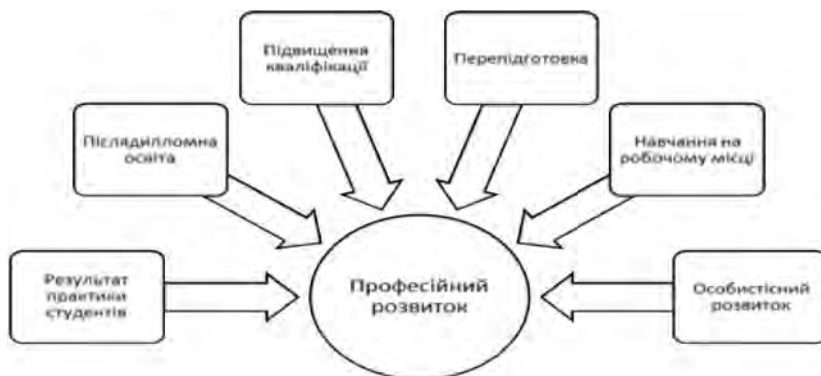 Підвищення
кваліфікації
Перепідготовка
Післядипломна
освіта
Навчання на
робочому місці
Результат
практики
студентів
Професійний
розвиток
Особистісний
розвиток